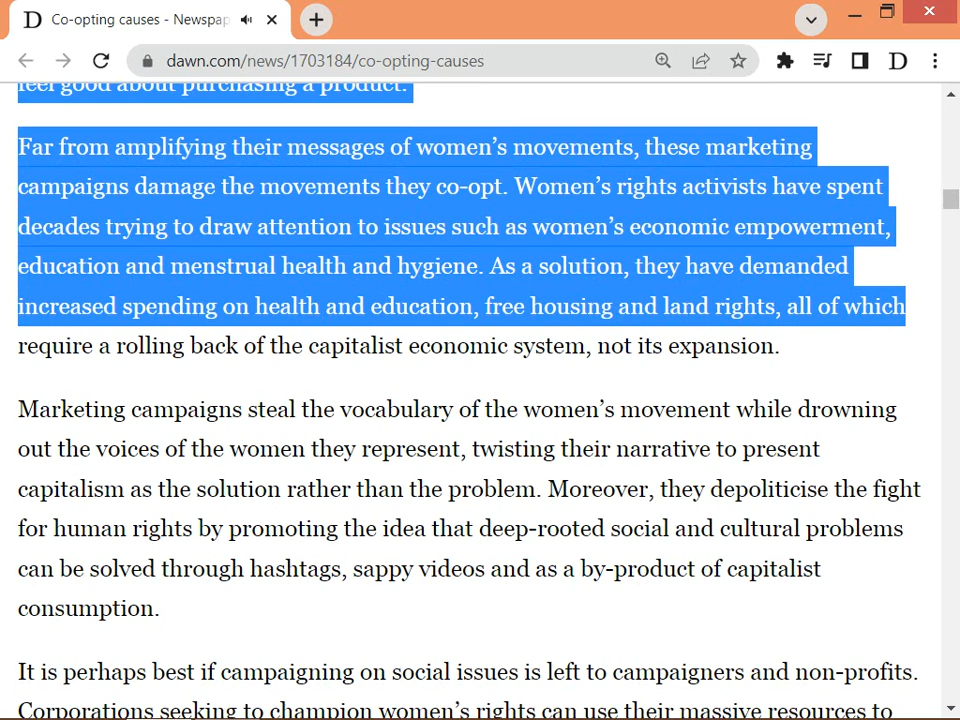 Co-opting causes - Newspap
dawn.com/news/1703184/co-opting-causes
feel good about purchasing a product.
Far from amplifying their messages of women’s movements, these marketing
campaigns damage the movements they co-opt. Women’s rights activists have spent
decades trying to draw attention to issues such as women’s economic empowerment,
education and menstrual health and hygiene. As a solution, they have demanded
increased spending on health and education, free housing and land rights, all of which
require a rolling back of the capitalist economic system, not its expansion.
Marketing campaigns steal the vocabulary of the women’s movement while drowning
out the voices of the women they represent, twisting their narrative to present
capitalism as the solution rather than the problem. Moreover, they depoliticise the fight
for human rights by promoting the idea that deep-rooted social and cultural problems
can be solved through hashtags, sappy videos and as a by-product of capitalist
consumption.
It is perhaps best if campaigning on social issues is left to campaigners and non-profits.
Corporations seeking to champion women’s rights can use their massive resources to